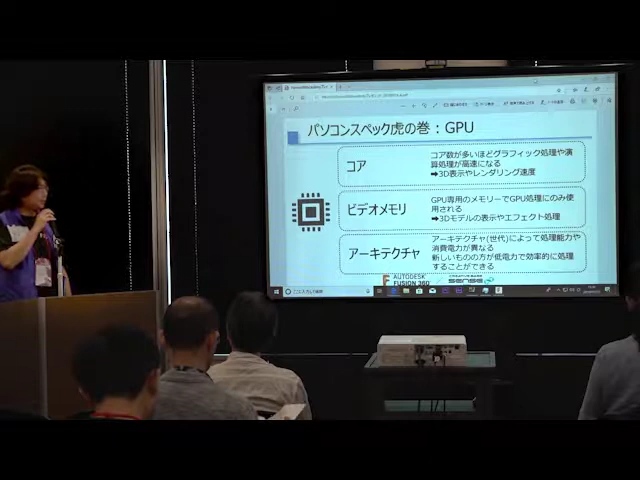 パソコンスペック虎の巻：GPU
コア
コア数が多いほどグラフィック処理や演
算処理が高速になる
➡3D表示やレンダリング速度
ビデオメモリ
GPU専用のメモリーでGPU処理にのみ使
用される
➡3Dモデルの表示やエフェクト処理
アーキテクチャ
アーキテクチャ(世代)によって処理能力や
消費電力が異なる
新しいものの方が低電力で効率的に処理
することができる
AUTODESK
FUSION 360